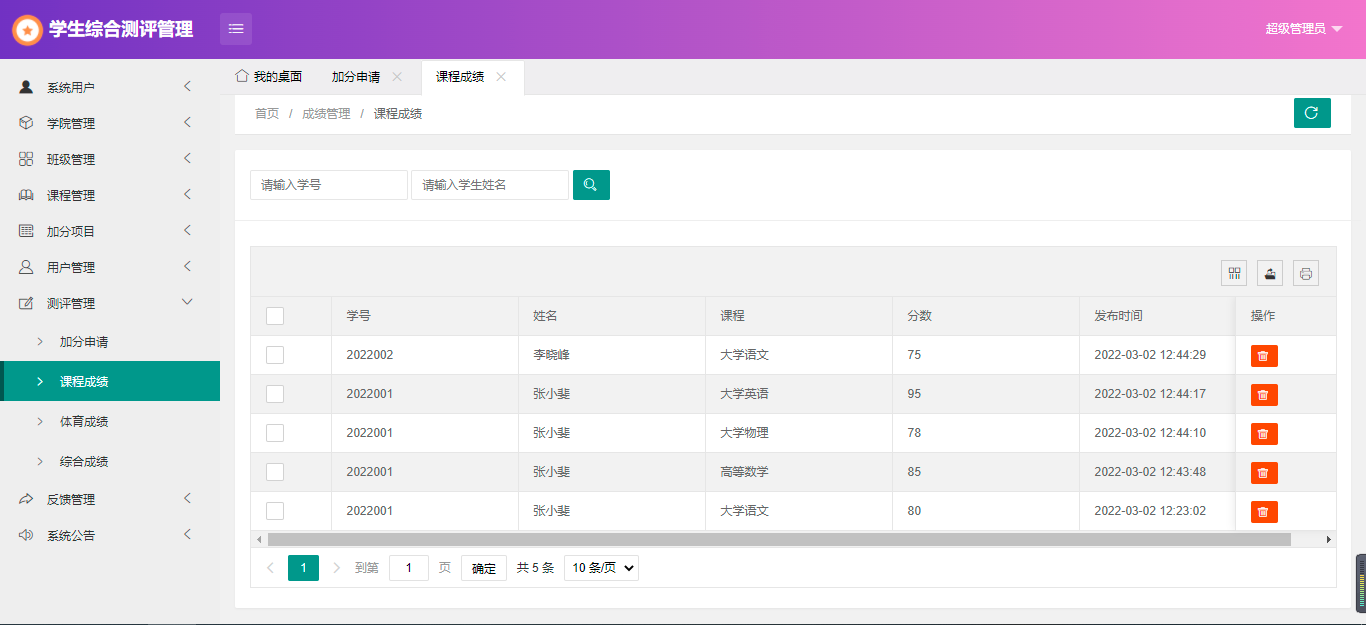 学生综合测评管理
超级管理员
系统用户
学院管理
班级管理
课程管理
加分项目
用户管理
测评管理
加分申请
课程成绩
体育成绩
综合成绩
反馈管理
系统公告
我的桌面 加分申请 课程成绩
首页 / 成绩管理 / 课程成绩
请输入学号 请输入学生姓名
学号 姓名 课程 分数 发布时间 操作
2022002 李晓峰 大学语文 75 2022-03-02 12:44:29
2022001 张小斐 大学英语 95 2022-03-02 12:44:17
2022001 张小斐 大学物理 78 2022-03-02 12:44:10
2022001 张小斐 高等数学 85 2022-03-02 12:43:48
2022001 张小斐 大学语文 80 2022-03-02 12:23:02
1 到第 1 页 确定 共 5 条 10 条/页